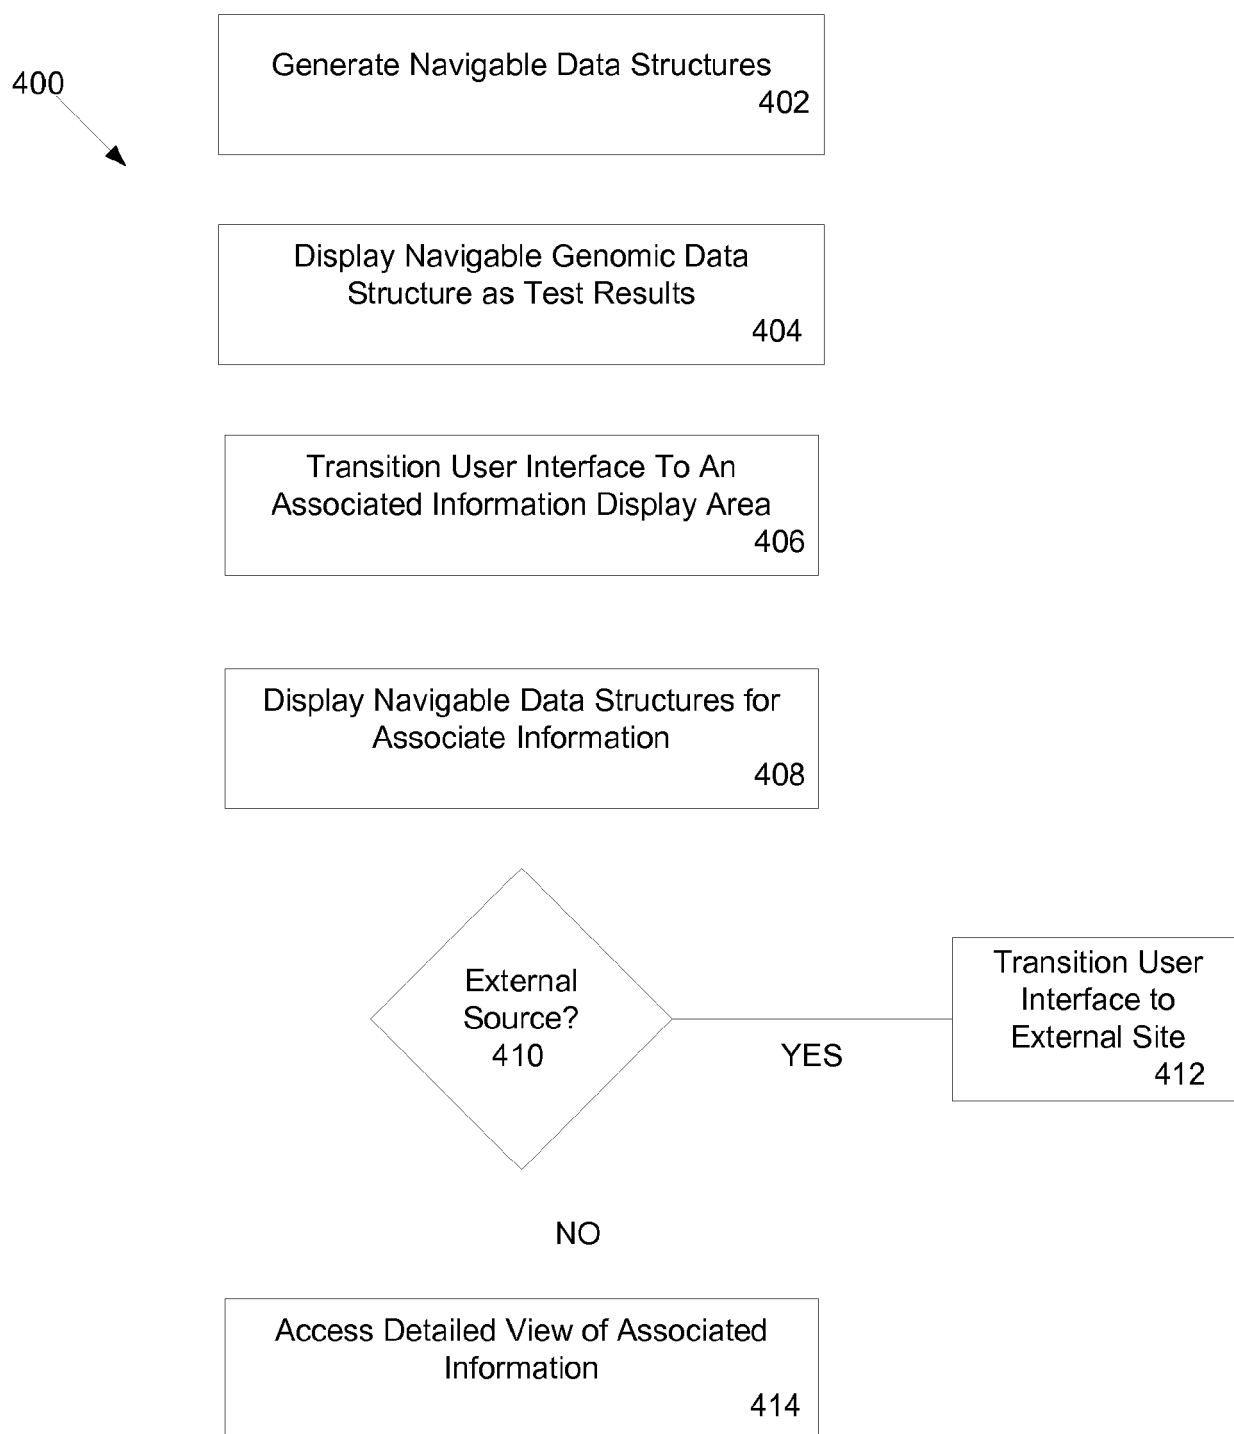 400
Generate Navigable Data Structures
402
Display Navigable Genomic Data
Structure as Test Results
404
Transition User Interface To An
Associated Information Display Area
406
Display Navigable Data Structures for
Associate Information
408
External
Source?
410
YES
Transition User
Interface to
External Site
412
NO
Access Detailed View of Associated
Information
414